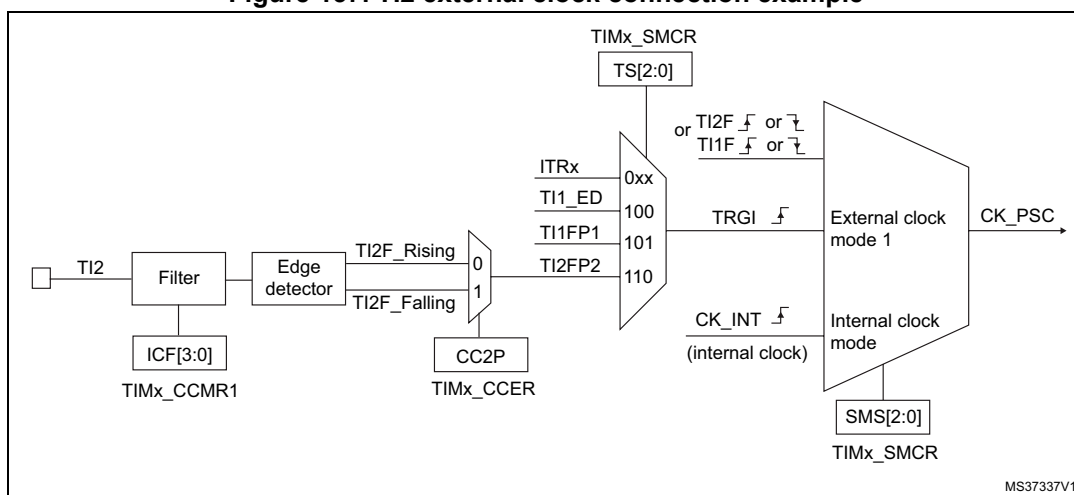 Figure 137. TI2 external clock connection example
TIMx_SMCR
TS[2:0]
or TI2F or
TI1F or
ITRx
0xx
TI1_ED
100
TRGI
External clock
mode 1
CK_PSC
TI1FP1
101
TI2F_Rising
0
TI2FP2
110
TI2
Filter
Edge
detector
TI2F_Falling
1
CK_INT
Internal clock
mode
(internal clock)
ICF[3:0]
CC2P
TIMx_CCMR1
TIMx_CCER
SMS[2:0]
TIMx_SMCR
MS37337V1